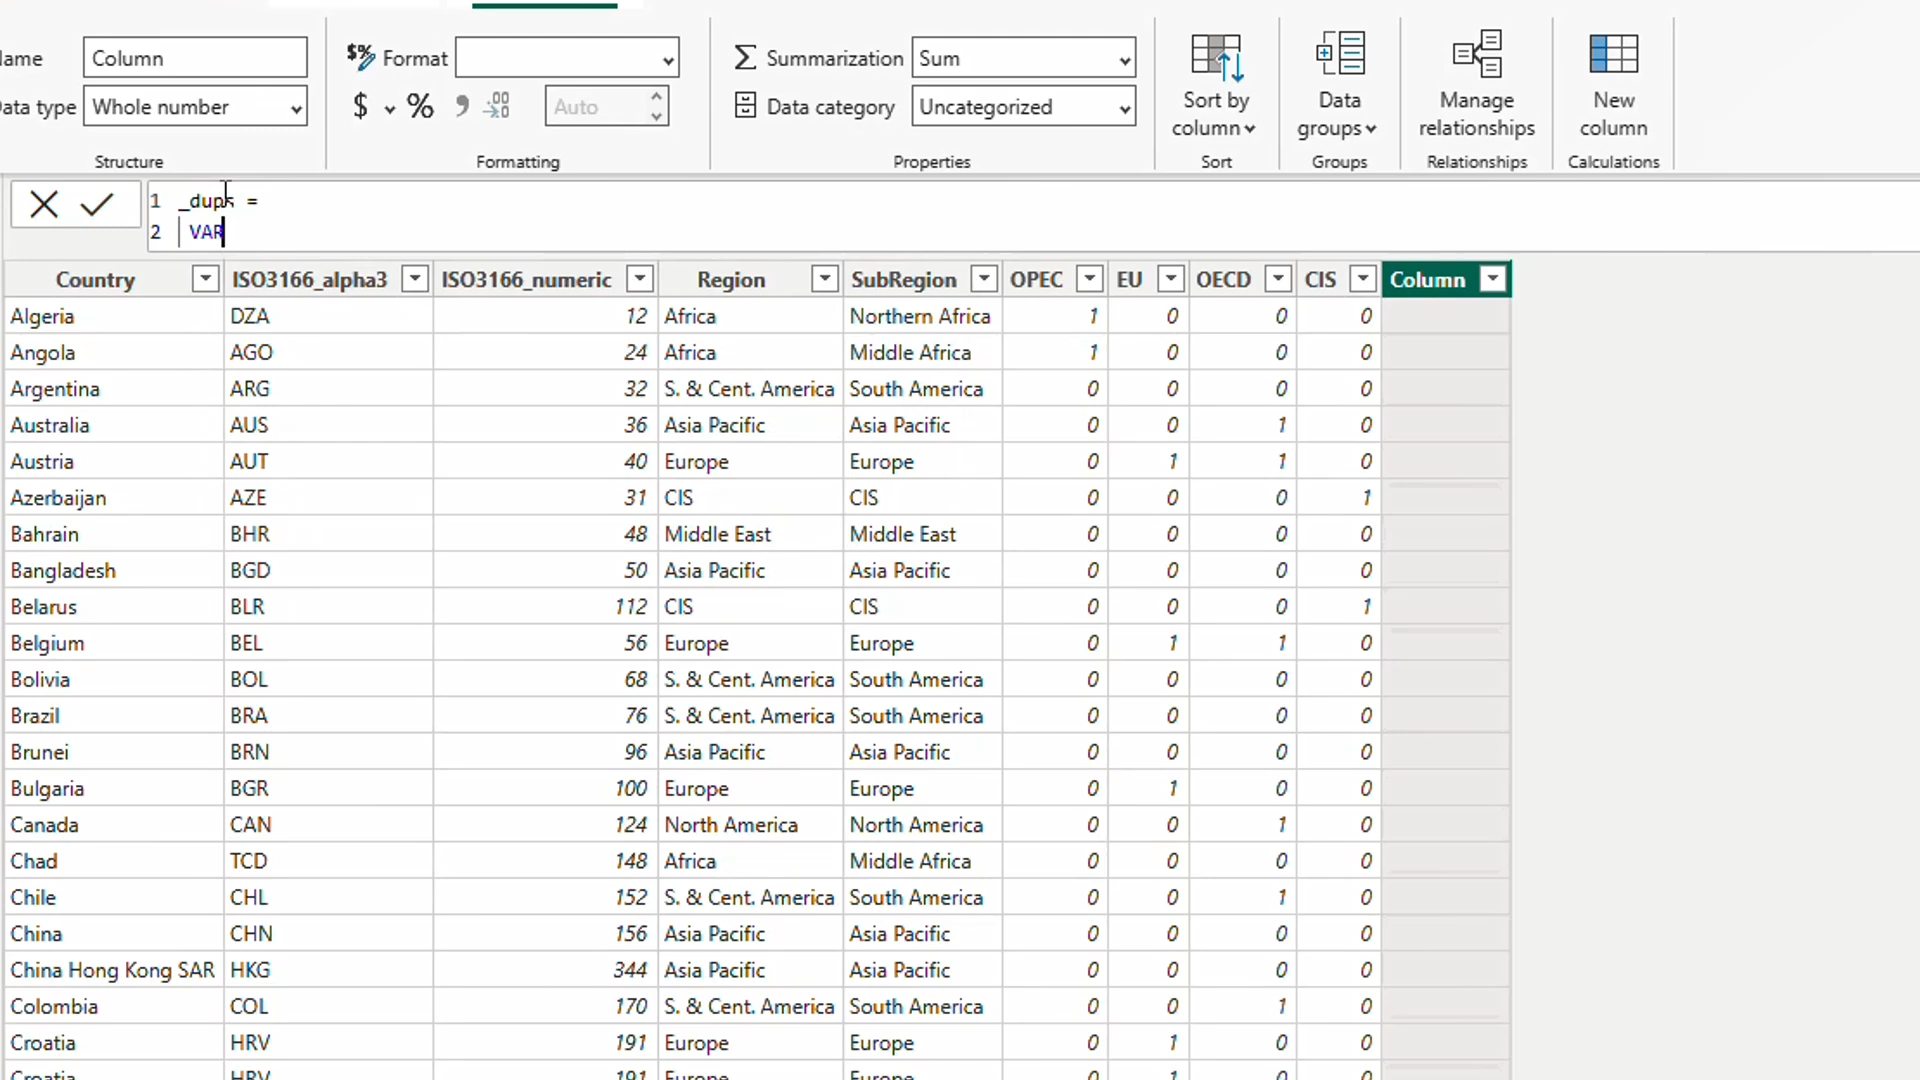 ame Column
ata type Whole number
Structure
Format
$ % Auto
Formatting
Summarization Sum
Data category Uncategorized
Properties
Sort by
column
Sort
Data
groups
Groups
Manage
relationships
Relationships
New
column
Calculations
1 _dups =
2 VAR
Country ISO3166_alpha3 ISO3166_numeric Region SubRegion OPEC EU OECD CIS Column
Algeria DZA 12 Africa Northern Africa 1 0 0 0
Angola AGO 24 Africa Middle Africa 1 0 0 0
Argentina ARG 32 S. & Cent. America South America 0 0 0 0
Australia AUS 36 Asia Pacific Asia Pacific 0 0 1 0
Austria AUT 40 Europe Europe 0 1 1 0
Azerbaijan AZE 31 CIS CIS 0 0 0 1
Bahrain BHR 48 Middle East Middle East 0 0 0 0
Bangladesh BGD 50 Asia Pacific Asia Pacific 0 0 0 0
Belarus BLR 112 CIS CIS 0 0 0 1
Belgium BEL 56 Europe Europe 0 1 1 0
Bolivia BOL 68 S. & Cent. America South America 0 0 0 0
Brazil BRA 76 S. & Cent. America South America 0 0 0 0
Brunei BRN 96 Asia Pacific Asia Pacific 0 0 0 0
Bulgaria BGR 100 Europe Europe 0 1 0 0
Canada CAN 124 North America North America 0 0 1 0
Chad TCD 148 Africa Middle Africa 0 0 0 0
Chile CHL 152 S. & Cent. America South America 0 0 1 0
China CHN 156 Asia Pacific Asia Pacific 0 0 0 0
China Hong Kong SAR HKG 344 Asia Pacific Asia Pacific 0 0 0 0
Colombia COL 170 S. & Cent. America South America 0 0 1 0
Croatia HRV 191 Europe Europe 0 1 0 0
Croatia HRV 191 Europe Europe 0 1 0 0